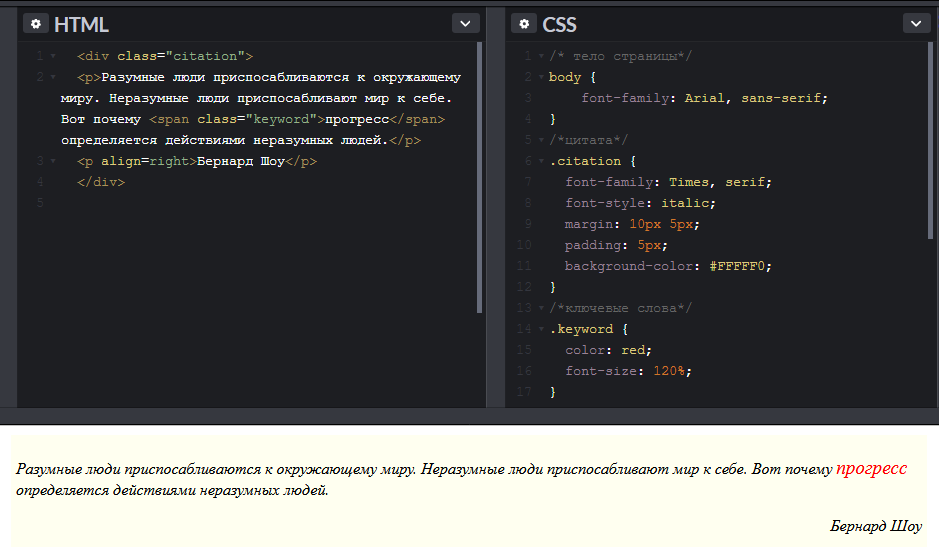 HTML
1 <div class="citation">
2 <p>Разумные люди приспосабливаются к окружающему
миру. Неразумные люди приспосабливают мир к себе.
Вот почему <span class="keyword">прогресс</span>
определяется действиями неразумных людей.</p>
3 <p align=right>Бернард Шоу</p>
4 </div>
5
CSS
1 /* тело страницы*/
2 body {
3 font-family: Arial, sans-serif;
4 }
5 /*цитата*/
6 .citation {
7 font-family: Times, serif;
8 font-style: italic;
9 margin: 10px 5px;
10 padding: 5px;
11 background-color: #FFFFF0;
12 }
13 /*ключевые слова*/
14 .keyword {
15 color: red;
16 font-size: 120%;
17 }
Разумные люди приспосабливаются к окружающему миру. Неразумные люди приспосабливают мир к себе. Вот почему прогресс
определяется действиями неразумных людей.
Бернард Шоу